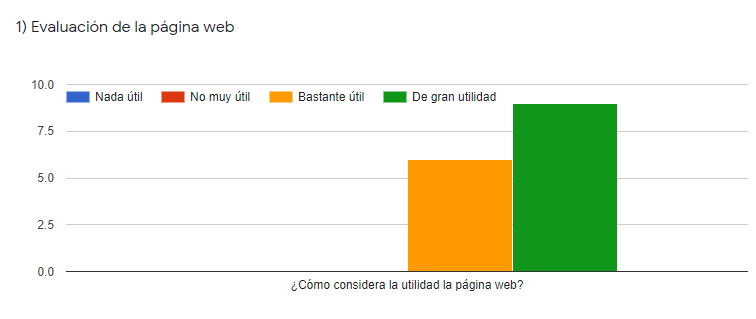 1) Evaluación de la página web
10.0
Nada útil
No muy útil
Bastante útil
De gran utilidad
7.5
5.0
2.5
0.0
¿Cómo considera la utilidad la página web?